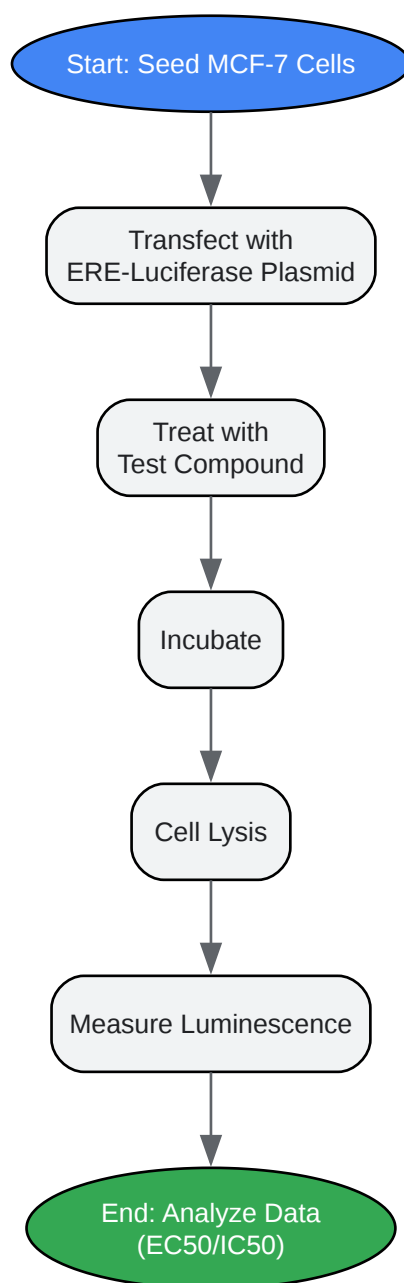 Start: Seed MCF-7 Cells
Transfect with
ERE-Luciferase Plasmid
Treat with
Test Compound
Incubate
Cell Lysis
Measure Luminescence
End: Analyze Data
(EC50/IC50)